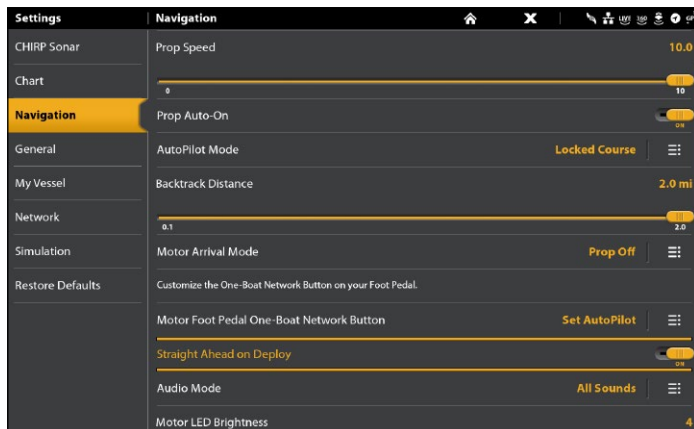 Settings
Navigation
X
CHIRP Sonar
Chart
Navigation
General
My Vessel
Network
Simulation
Restore Defaults
Prop Speed 10.0
0 10
Prop Auto-On ON
AutoPilot Mode Locked Course
Backtrack Distance 2.0 mi
0.1 2.0
Motor Arrival Mode Prop Off
Customize the One-Boat Network Button on your Foot Pedal.
Motor Foot Pedal One-Boat Network Button Set AutoPilot
Straight Ahead on Deploy ON
Audio Mode All Sounds
Motor LED Brightness 4